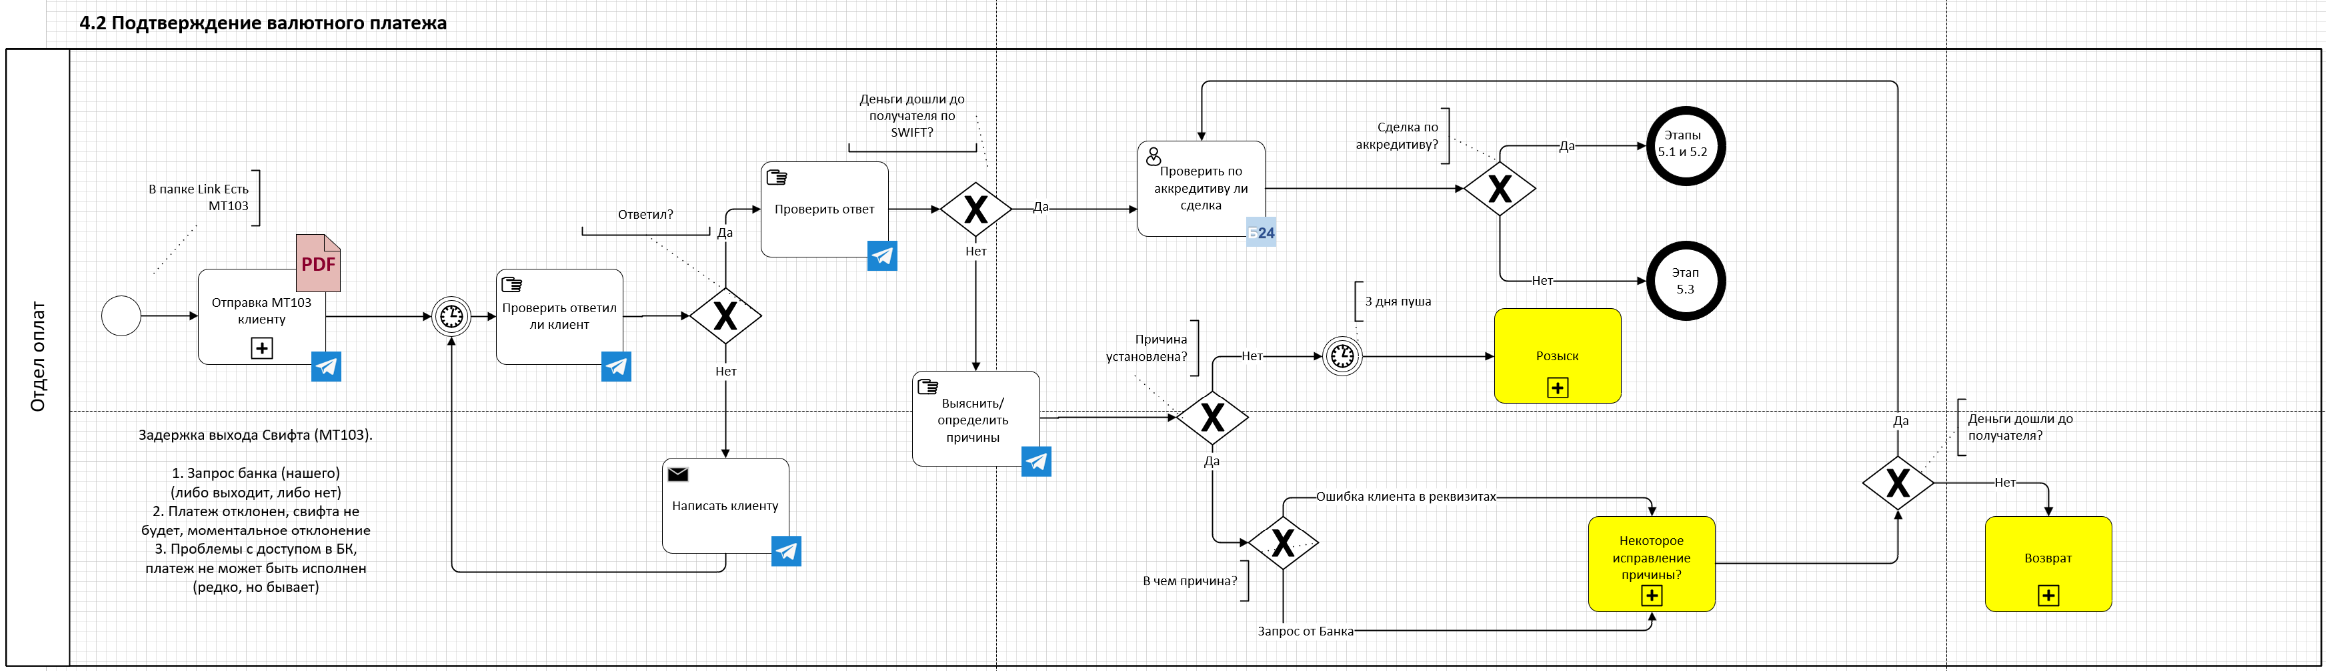 4.2 Подтверждение валютного платежа
Отдел оплат
В папке Link Есть
МТ103
PDF
Отправка МТ103
клиенту
Проверить ответил
ли клиент
Ответил?
Да
Нет
Написать клиенту
Проверить ответ
Деньги дошли до
получателя по
SWIFT?
Да
Нет
Выяснить/
определить
причины
Проверить по
аккредитиву ли
сделка
Б24
Сделка по
аккредитиву?
Да
Этапы
5.1 и 5.2
Нет
Этап
5.3
Причина
установлена?
Нет
3 дня пуша
Розыск
Да
В чем причина?
Ошибка клиента в реквизитах
Запрос от Банка
Некоторое
исправление
причины?
Да
Деньги дошли до
получателя?
Нет
Возврат
Задержка выхода Свифта (МТ103).
1. Запрос банка (нашего)
(либо выходит, либо нет)
2. Платеж отклонен, свифта не
будет, моментальное отклонение
3. Проблемы с доступом в БК,
платеж не может быть исполнен
(редко, но бывает)